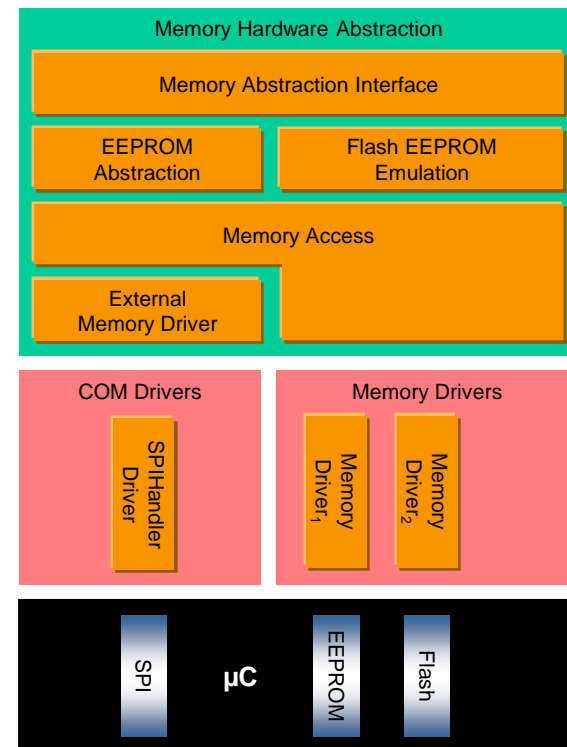 Memory Hardware Abstraction
Memory Abstraction Interface
EEPROM
Abstraction
Flash EEPROM
Emulation
Memory Access
External
Memory Driver
COM Drivers
SPIHandler
Driver
Memory Drivers
Memory
Driver₁
Memory
Driver₂
SPI
µC
EEPROM
Flash